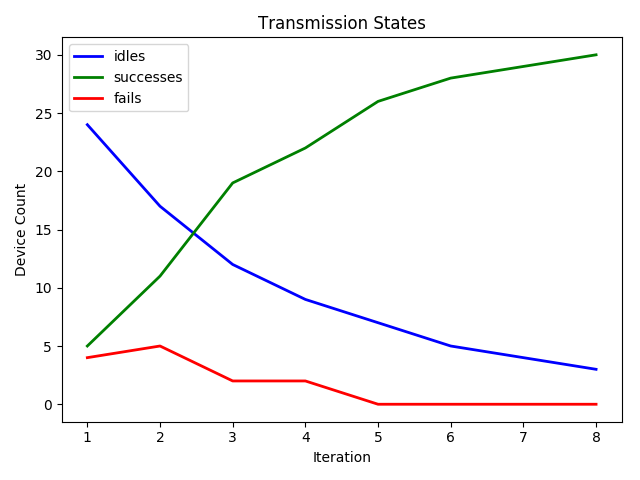 Transmission States
idles
successes
fails
Device Count
30
25
20
15
10
5
0
1 2 3 4 5 6 7 8
Iteration